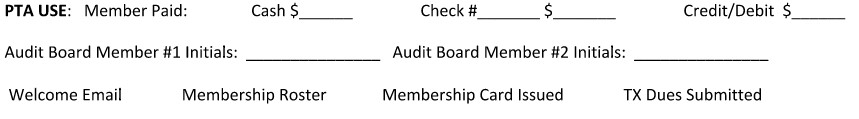 PTA USE: Member Paid: Cash $______ Check #_______ $_______ Credit/Debit $______
Audit Board Member #1 Initials: _______________ Audit Board Member #2 Initials: _______________
Welcome Email Membership Roster Membership Card Issued TX Dues Submitted